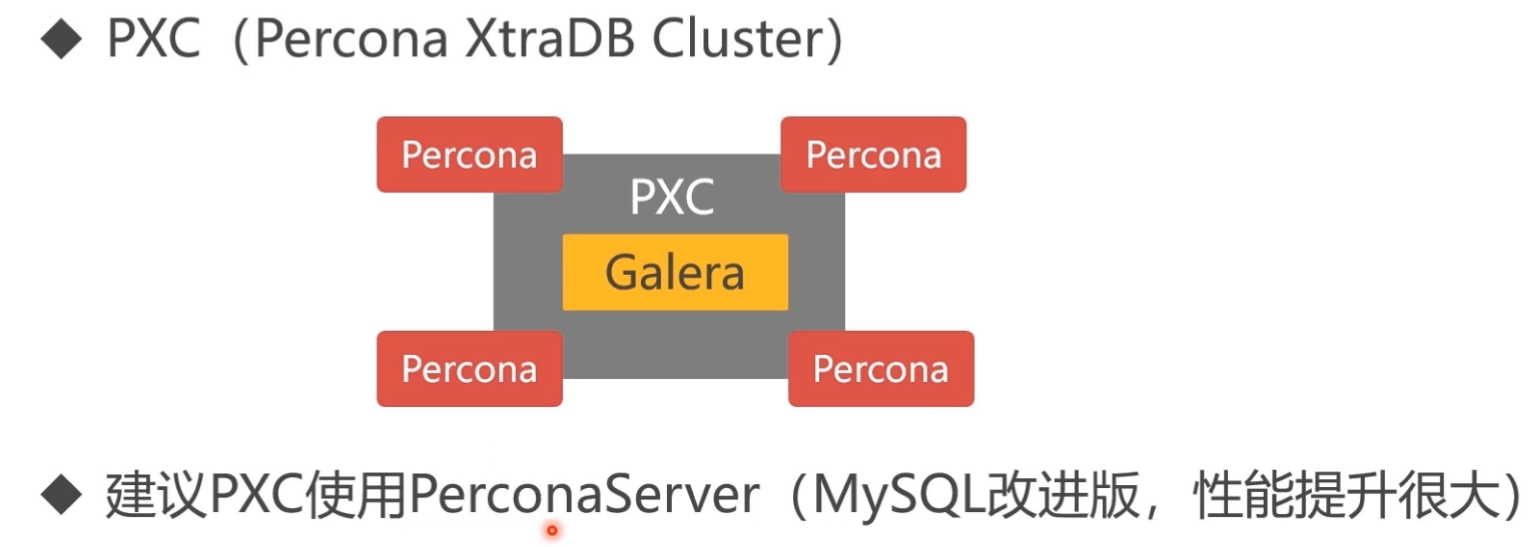 ◆ PXC（Percona XtraDB Cluster）
Percona
Percona
PXC
Galera
Percona
Percona
◆ 建议PXC使用PerconaServer（MySQL改进版，性能提升很大）